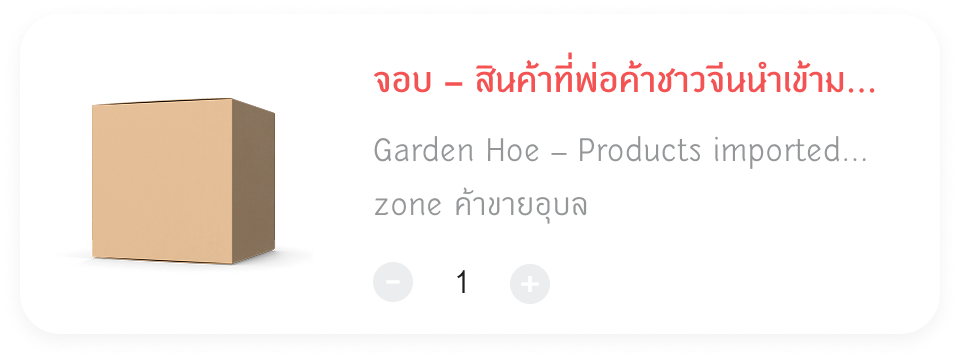 จอบ – สินค้าที่พ่อค้าชาวจีนนำเข้าม...
Garden Hoe – Products imported...
zone ค้าขายอุบล
1